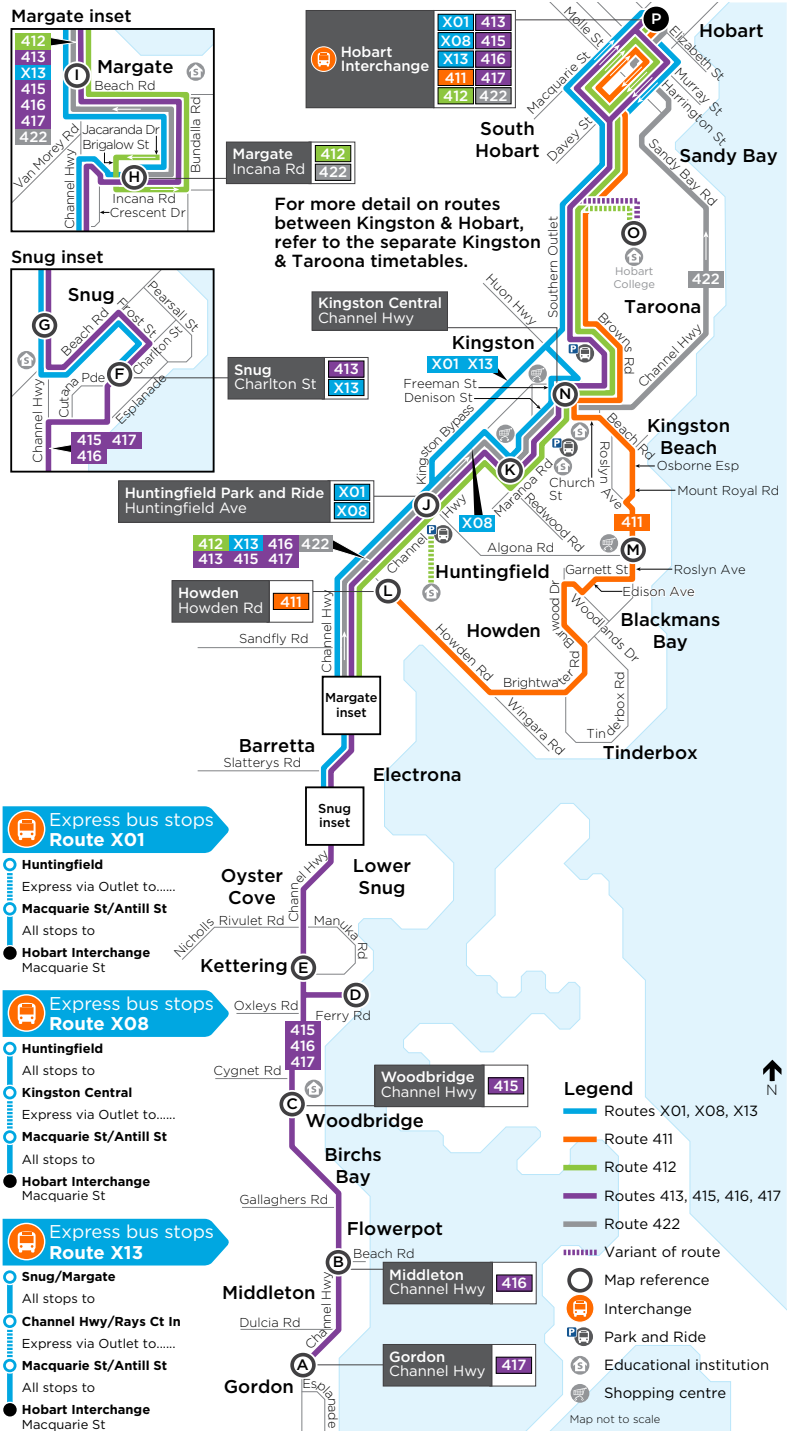 Margate inset
412
413
X13
415
416
417
422
I
Margate
Beach Rd
Jacaranda Dr
Brigalow St
Bundalla Rd
Van Morey Rd
Channel Hwy
H
Incana Rd
Crescent Dr
Margate
Incana Rd
412
422
Hobart
Interchange
X01 413
X08 415
X13 416
411 417
412 422
P
Hobart
Molle St
Elizabeth St
Macquarie St
Murray St
Harrington St
Davey St
South
Hobart
Sandy Bay
Sandy Bay Rd
For more detail on routes
between Kingston & Hobart,
refer to the separate Kingston
& Taroona timetables.
O
Hobart
College
Southern Outlet
422
Taroona
Channel Hwy
Browns Rd
Snug inset
Snug
G
Pearsall St
Frost St
Beach Rd
Charlton St
F
Cutana Pde
Esplanade
Channel Hwy
415 417
416
Snug
Charlton St
413
X13
Kingston Central
Channel Hwy
Huon Hwy
Kingston
X01 X13
Freeman St
Denison St
N
Kingston Bypass
Beach Rd
Kingston
Beach
Osborne Esp
Mount Royal Rd
Roslyn Ave
Church
St
K
Maranoa Rd
Redwood Rd
Huntingfield Park and Ride
Huntingfield Ave
X01
X08
J
X08
411
M
Algona Rd
Channel Hwy
412 X13 416 422
413 415 417
Huntingfield
Garnett St
Roslyn Ave
Edison Ave
Howden
Howden Rd
411
L
Howden
Burwood Dr
Woodlands Dr
Blackmans
Bay
Sandfly Rd
Channel Hwy
Howden Rd
Brightwater Rd
Wingara Rd
Tinderbox Rd
Tinderbox
Margate
inset
Barretta
Slatterys Rd
Electrona
Snug
inset
Express bus stops
Route X01
Huntingfield
Express via Outlet to......
Macquarie St/Antill St
All stops to
Hobart Interchange
Macquarie St
Lower
Snug
Oyster
Cove
Channel Hwy
Nicholls Rivulet Rd
Manuka Rd
Kettering
E
D
Oxleys Rd
Ferry Rd
415
416
417
Express bus stops
Route X08
Huntingfield
All stops to
Kingston Central
Express via Outlet to......
Macquarie St/Antill St
All stops to
Hobart Interchange
Macquarie St
Cygnet Rd
C
Woodbridge
Channel Hwy
415
Woodbridge
Birchs
Bay
Gallaghers Rd
Flowerpot
B
Beach Rd
Middleton
Channel Hwy
416
Middleton
Channel Hwy
Dulcia Rd
A
Gordon
Channel Hwy
417
Gordon
Esplanade
Express bus stops
Route X13
Snug/Margate
All stops to
Channel Hwy/Rays Ct In
Express via Outlet to......
Macquarie St/Antill St
All stops to
Hobart Interchange
Macquarie St
N
Legend
Routes X01, X08, X13
Route 411
Route 412
Routes 413, 415, 416, 417
Route 422
Variant of route
Map reference
Interchange
P
Park and Ride
S
Educational institution
Shopping centre
Map not to scale